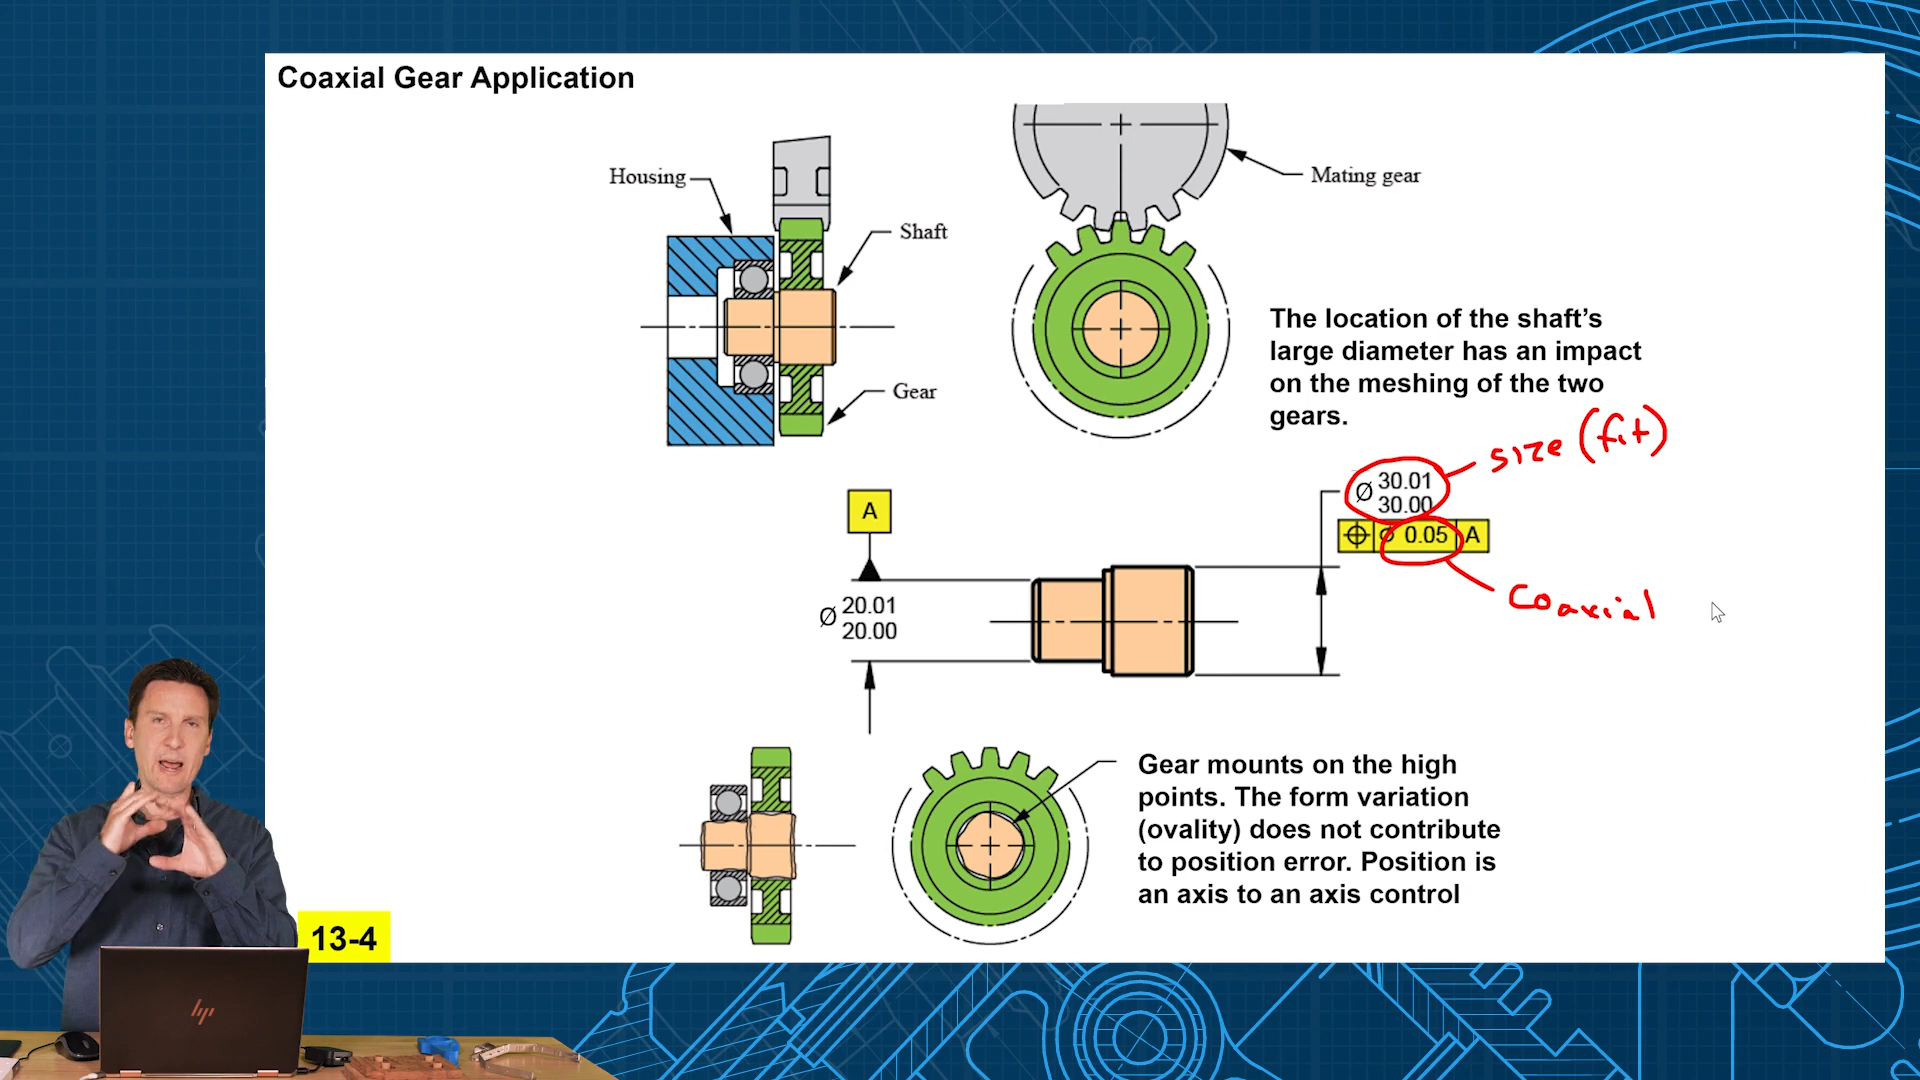 Coaxial Gear Application
Housing
Shaft
Gear
Mating gear
The location of the shaft's
large diameter has an impact
on the meshing of the two
gears.
size (fit)
Ø 30.01
30.00
⌖ Ø 0.05 A
Coaxial
A
Ø 20.01
20.00
Gear mounts on the high
points. The form variation
(ovality) does not contribute
to position error. Position is
an axis to an axis control
13-4
hp